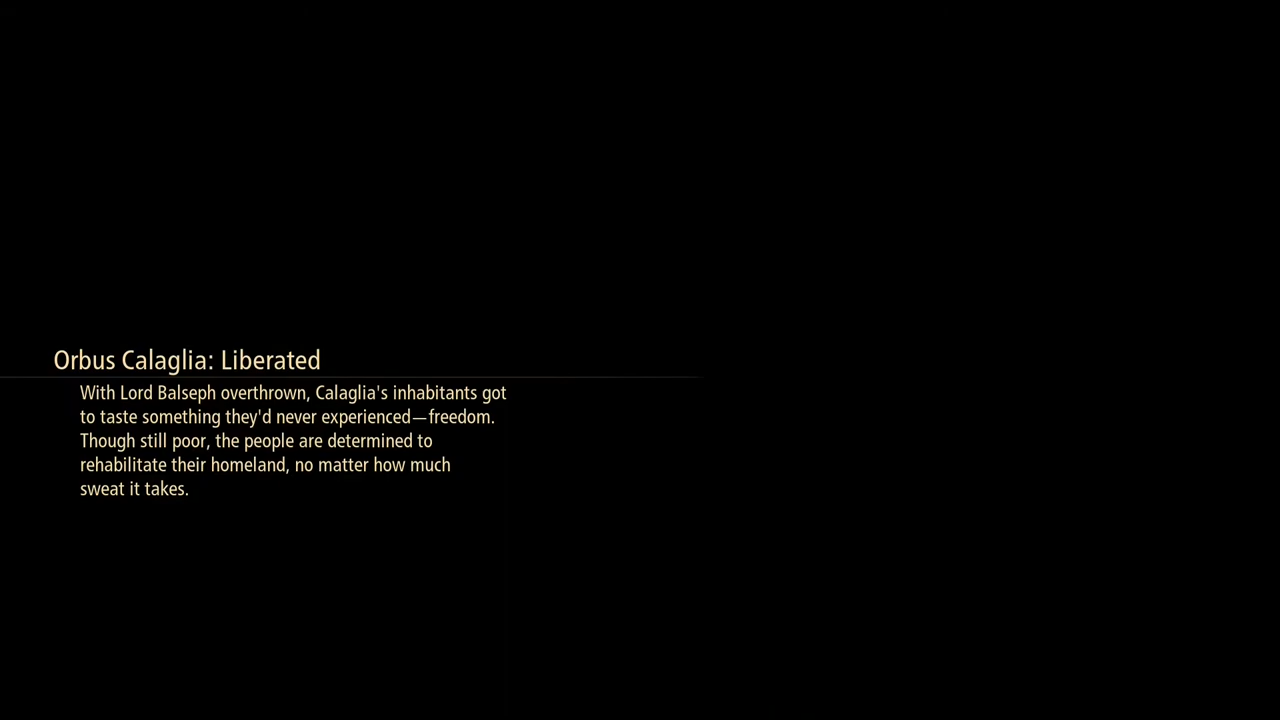 Orbus Calaglia: Liberated
With Lord Balseph overthrown, Calaglia's inhabitants got
to taste something they'd never experienced—freedom.
Though still poor, the people are determined to
rehabilitate their homeland, no matter how much
sweat it takes.